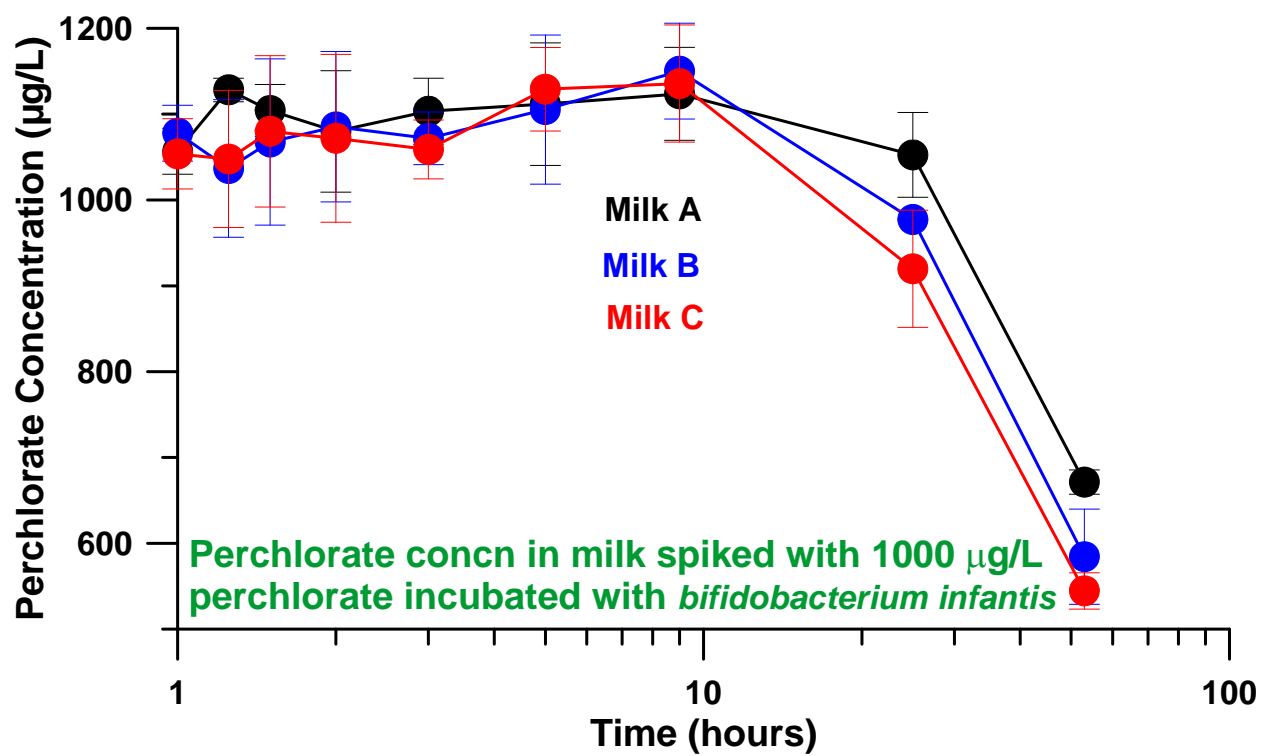 Perchlorate Concentration (µg/L)
1200
1000
800
600
Milk A
Milk B
Milk C
Perchlorate concn in milk spiked with 1000 μg/L
perchlorate incubated with bifidobacterium infantis
1
10
100
Time (hours)